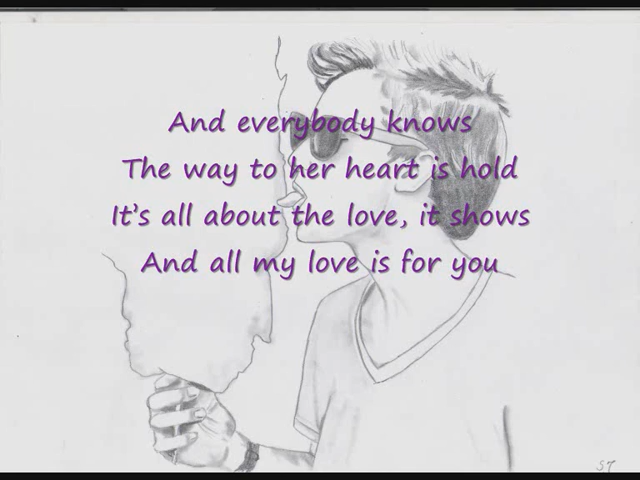 And everybody knows
The way to her heart is hold
It's all about the love, it shows
And all my love is for you
ST